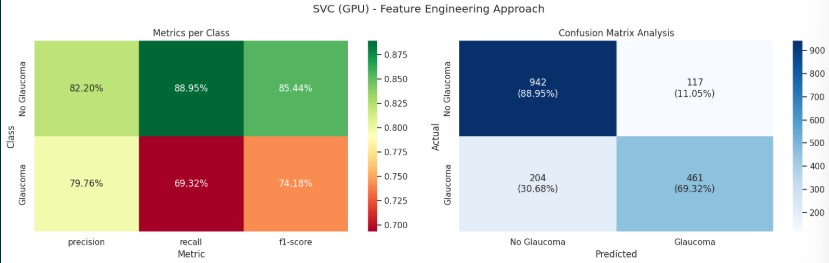 SVC (GPU) - Feature Engineering Approach
Metrics per Class
Class
No Glaucoma
Glaucoma
82.20% 88.95% 85.44%
79.76% 69.32% 74.18%
precision recall f1-score
Metric
0.875
0.850
0.825
0.800
0.775
0.750
0.725
0.700
Confusion Matrix Analysis
Actual
No Glaucoma
Glaucoma
942 117
(88.95%) (11.05%)
204 461
(30.68%) (69.32%)
No Glaucoma Glaucoma
Predicted
900
800
700
600
500
400
300
200